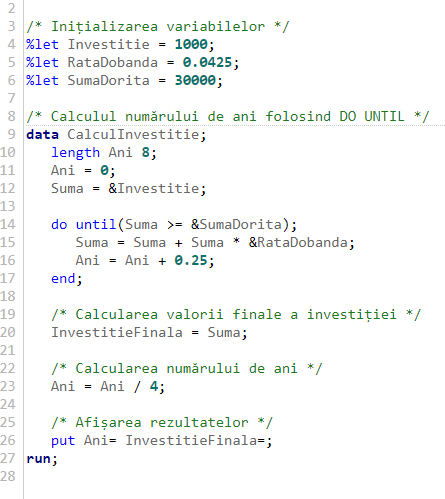 2
3 /* Inițializarea variabilelor */
4 %let Investitie = 1000;
5 %let RataDobanda = 0.0425;
6 %let SumaDorita = 30000;
7
8 /* Calculul numărului de ani folosind DO UNTIL */
9 data CalculInvestitie;
10 length Ani 8;
11 Ani = 0;
12 Suma = &Investitie;
13
14 do until(Suma >= &SumaDorita);
15 Suma = Suma + Suma * &RataDobanda;
16 Ani = Ani + 0.25;
17 end;
18
19 /* Calcularea valorii finale a investiției */
20 InvestitieFinala = Suma;
21
22 /* Calcularea numărului de ani */
23 Ani = Ani / 4;
24
25 /* Afișarea rezultatelor */
26 put Ani= InvestitieFinala=;
27 run;
28